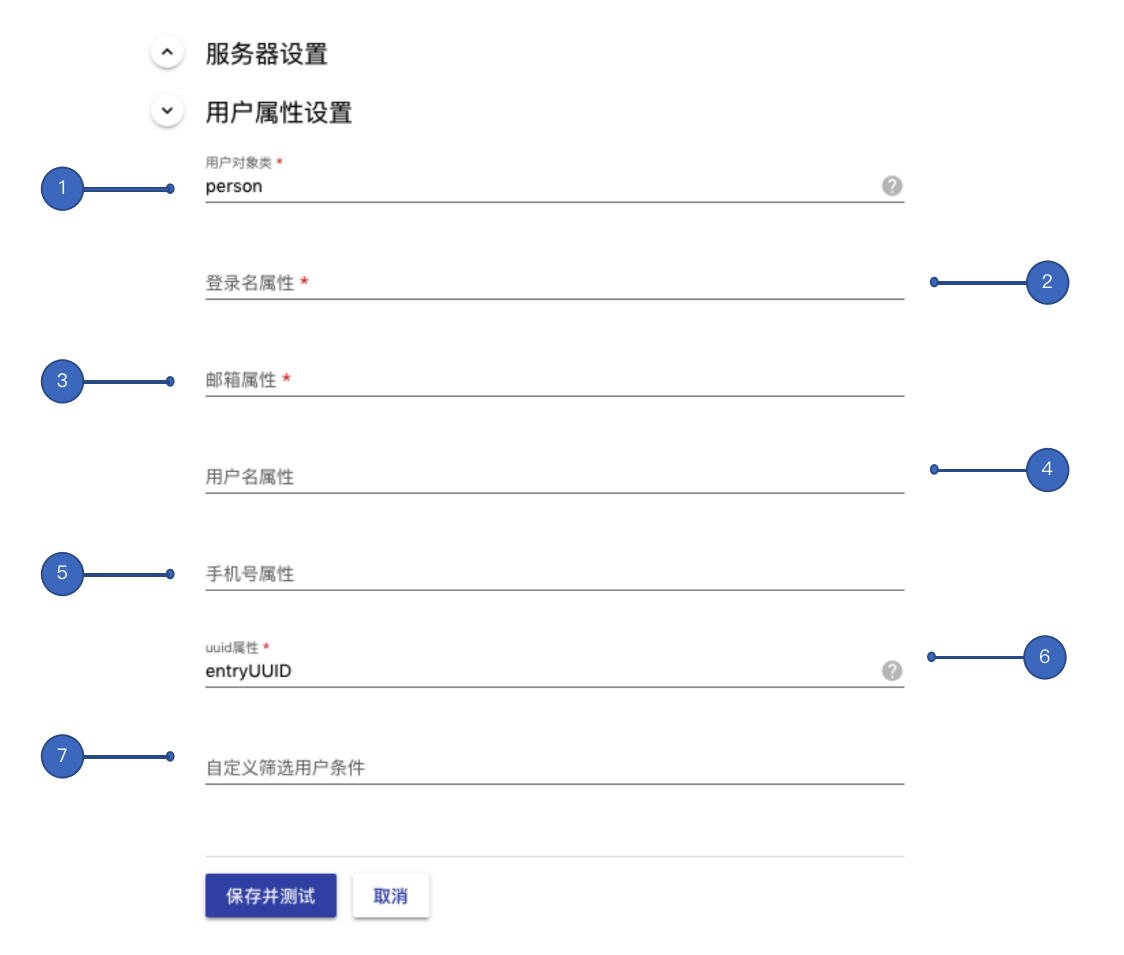 服务器设置
用户属性设置
用户对象类 *
1
person
登录名属性 *
2
3
邮箱属性 *
用户名属性
4
5
手机号属性
uuid属性 *
6
entryUUID
7
自定义筛选用户条件
保存并测试
取消